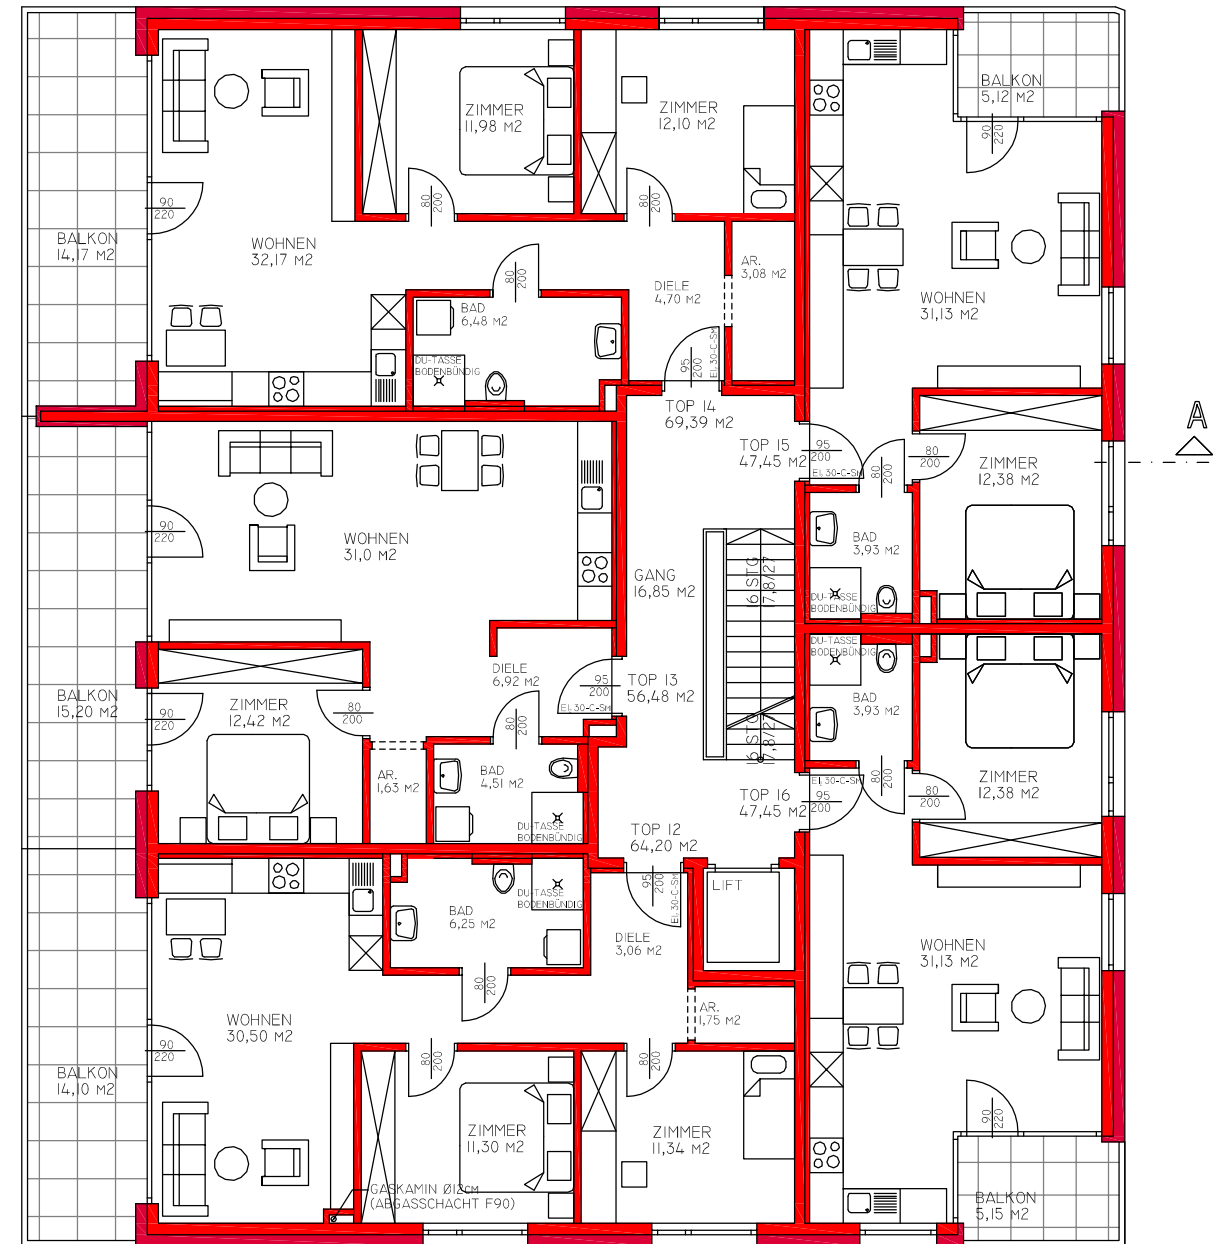 ZIMMER
11,98 M2
ZIMMER
12,10 M2
BALKON
5,12 M2
90
220
80
200
80
200
90
220
BALKON
14,17 M2
WOHNEN
32,17 M2
80
200
DIELE
4,70 M2
AR.
3,08 M2
WOHNEN
31,13 M2
BAD
6,48 M2
DU-TASSE
BODENBÜNDIG
95
200
EI.30-C-SM
TOP 14
69,39 M2
TOP 15
47,45 M2
95
200
EI.30-C-SM
80
200
80
200
ZIMMER
12,38 M2
A
90
220
WOHNEN
31,0 M2
BAD
3,93 M2
GANG
16,85 M2
16 STG
17,8/27
DU-TASSE
BODENBÜNDIG
DU-TASSE
BODENBÜNDIG
DIELE
6,92 M2
95
200
EI.30-C-SM
TOP 13
56,48 M2
BALKON
15,20 M2
90
220
ZIMMER
12,42 M2
80
200
80
200
BAD
3,93 M2
16 STG
17,8/27
AR.
1,63 M2
BAD
4,51 M2
DU-TASSE
BODENBÜNDIG
EI.30-C-SM
95
200
80
200
80
200
ZIMMER
12,38 M2
TOP 16
47,45 M2
TOP 12
64,20 M2
95
200
EI.30-C-SM
LIFT
DU-TASSE
BODENBÜNDIG
BAD
6,25 M2
DIELE
3,06 M2
WOHNEN
31,13 M2
80
200
AR.
1,75 M2
WOHNEN
30,50 M2
90
220
80
200
80
200
BALKON
14,10 M2
90
220
ZIMMER
11,30 M2
ZIMMER
11,34 M2
GASKAMIN Ø12CM
(ABGASSCHACHT F90)
BALKON
5,15 M2